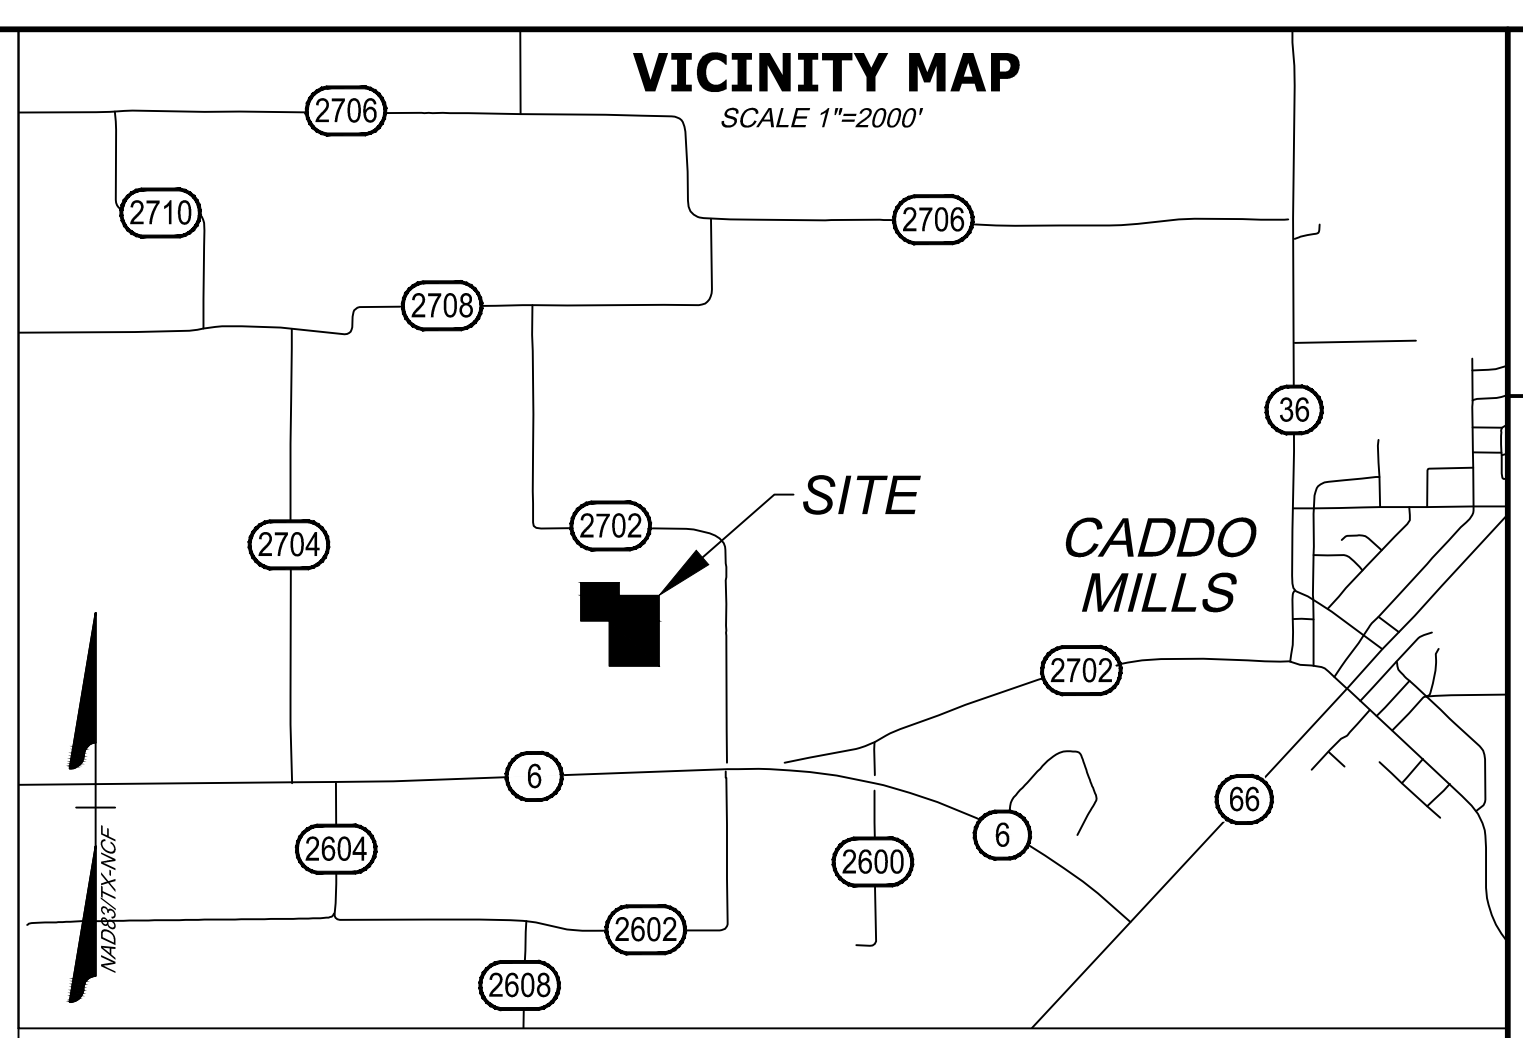 VICINITY MAP
SCALE 1"=2000'
2706
2710
2706
2708
36
SITE
2702
CADDO
MILLS
2704
2702
6
66
6
2604
2600
NAD83/TX-NCF
2602
2608